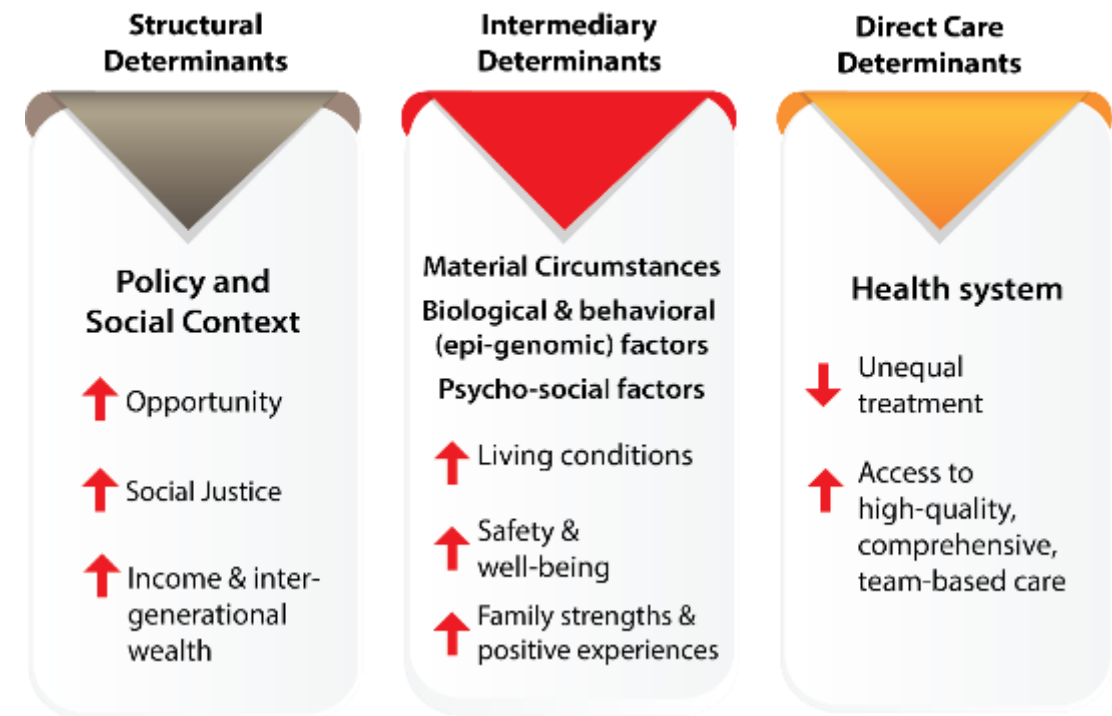 Structural
Determinants
Policy and
Social Context
Opportunity
Social Justice
Income & inter-
generational
wealth
Intermediary
Determinants
Material Circumstances
Biological & behavioral
(epi-genomic) factors
Psycho-social factors
Living conditions
Safety &
well-being
Family strengths &
positive experiences
Direct Care
Determinants
Health system
Unequal
treatment
Access to
high-quality,
comprehensive,
team-based care